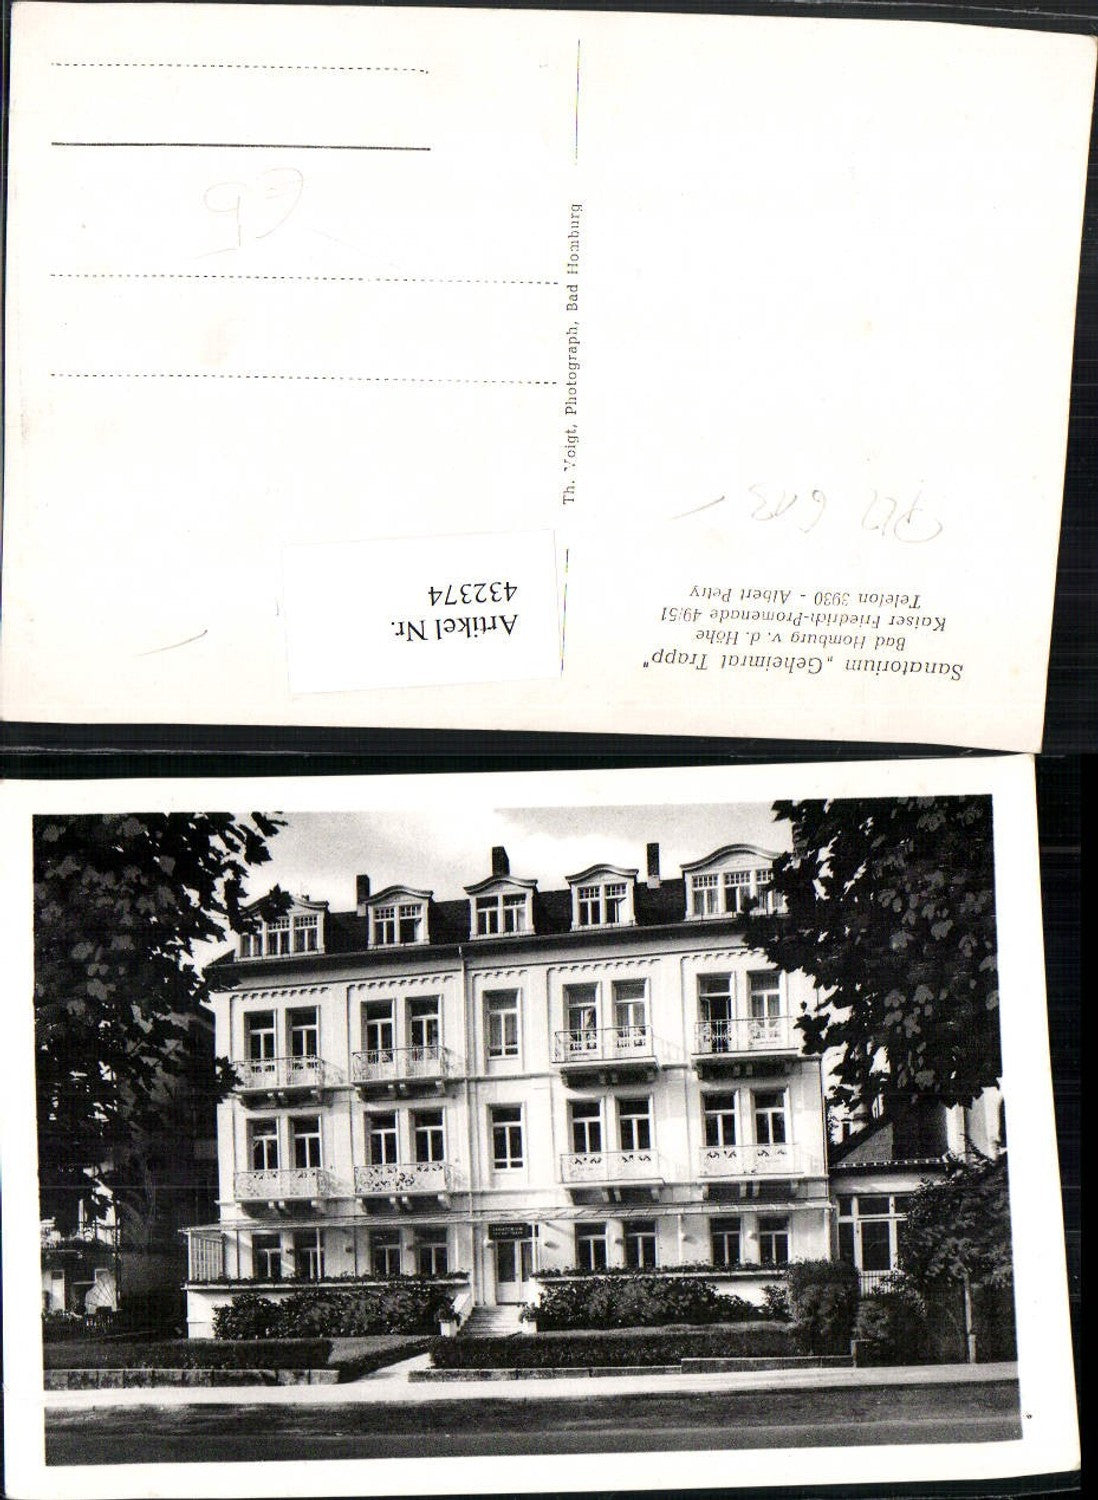 Sanatorium „Geheimrat Trapp"
Bad Homburg v. d. Höhe
Kaiser Friedrich-Promenade 49/51
Telefon 3930 - Albert Petry
Th. Voigt, Photograph, Bad Homburg
Artikel Nr.
432374